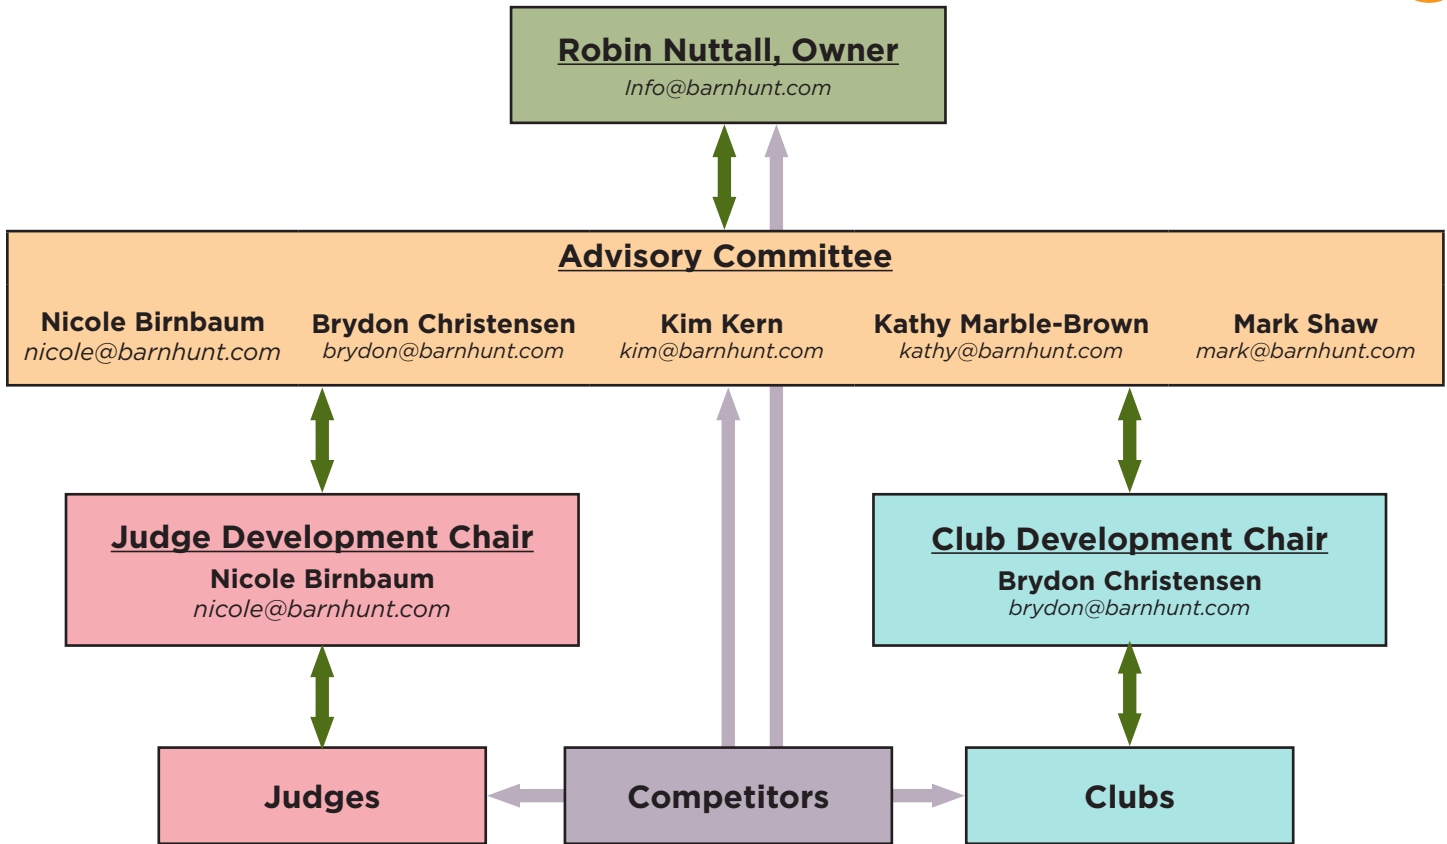 Robin Nuttall, Owner
Info@barnhunt.com
Advisory Committee
Nicole Birnbaum
nicole@barnhunt.com
Brydon Christensen
brydon@barnhunt.com
Kim Kern
kim@barnhunt.com
Kathy Marble-Brown
kathy@barnhunt.com
Mark Shaw
mark@barnhunt.com
Judge Development Chair
Nicole Birnbaum
nicole@barnhunt.com
Club Development Chair
Brydon Christensen
brydon@barnhunt.com
Judges
Competitors
Clubs